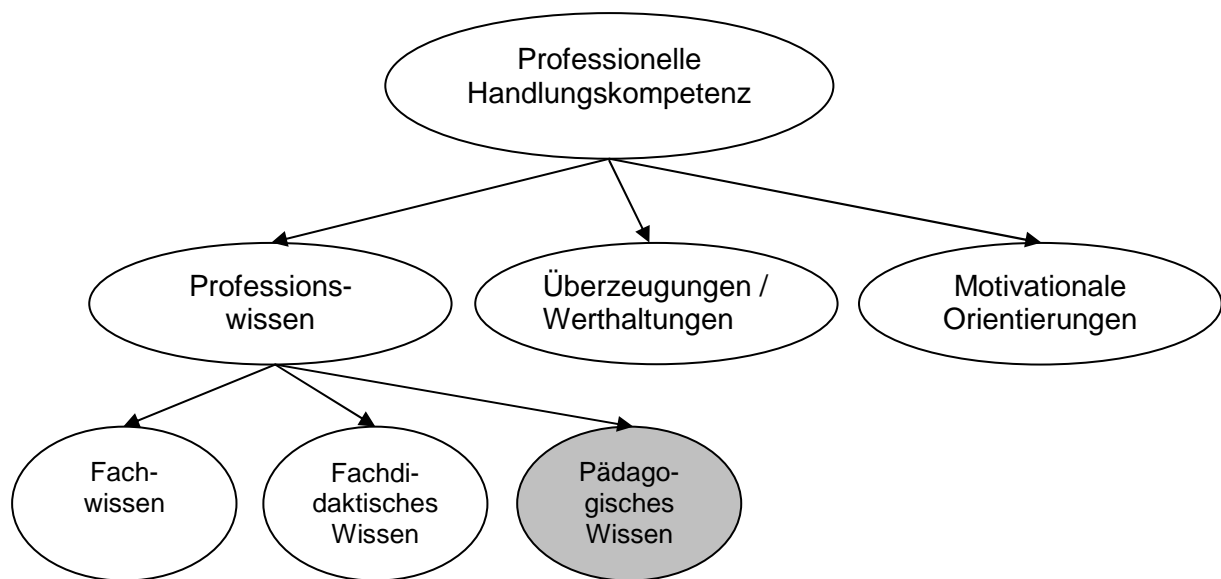 Professionelle
Handlungskompetenz
Professions-
wissen
Überzeugungen /
Werthaltungen
Motivationale
Orientierungen
Fach-
wissen
Fachdi-
daktisches
Wissen
Pädago-
gisches
Wissen